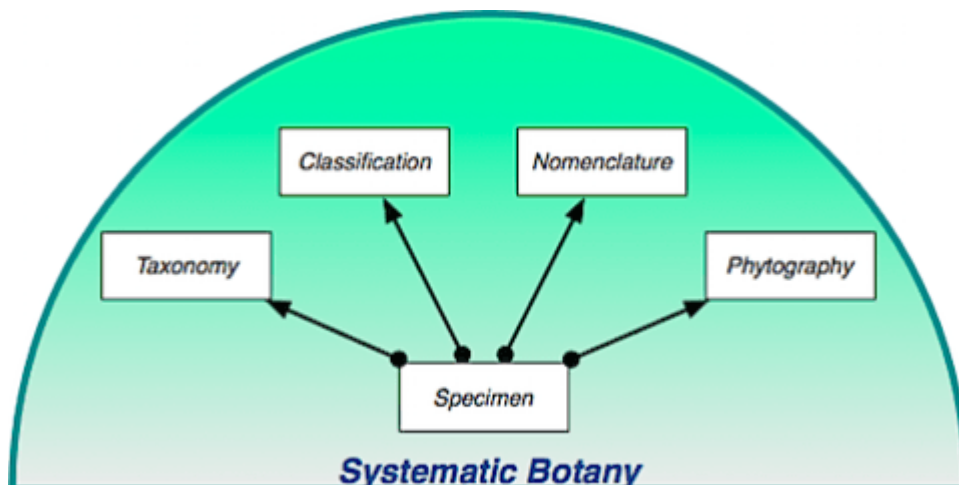 Classification
Nomenclature
Taxonomy
Phytography
Specimen
Systematic Botany